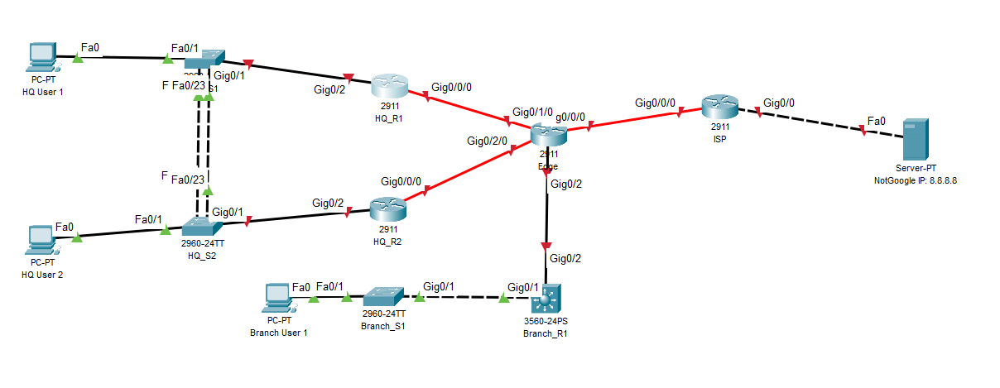 Fa0
Fa0/1
PC-PT
HQ User 1
Gig0/1
S1
F Fa0/23
Gig0/2
2911
HQ_R1
Gig0/0/0
Gig0/1/0
g0/0/0
Gig0/2/0
2911
Edge
Gig0/2
Gig0/0/0
2911
ISP
Gig0/0
Fa0
Server-PT
NotGoogle IP: 8.8.8.8
F Fa0/23
Fa0
Fa0/1
PC-PT
HQ User 2
Gig0/1
2960-24TT
HQ_S2
Gig0/2
2911
HQ_R2
Gig0/0/0
Gig0/2
Fa0
Fa0/1
PC-PT
Branch User 1
Gig0/1
2960-24TT
Branch_S1
Gig0/1
3560-24PS
Branch_R1